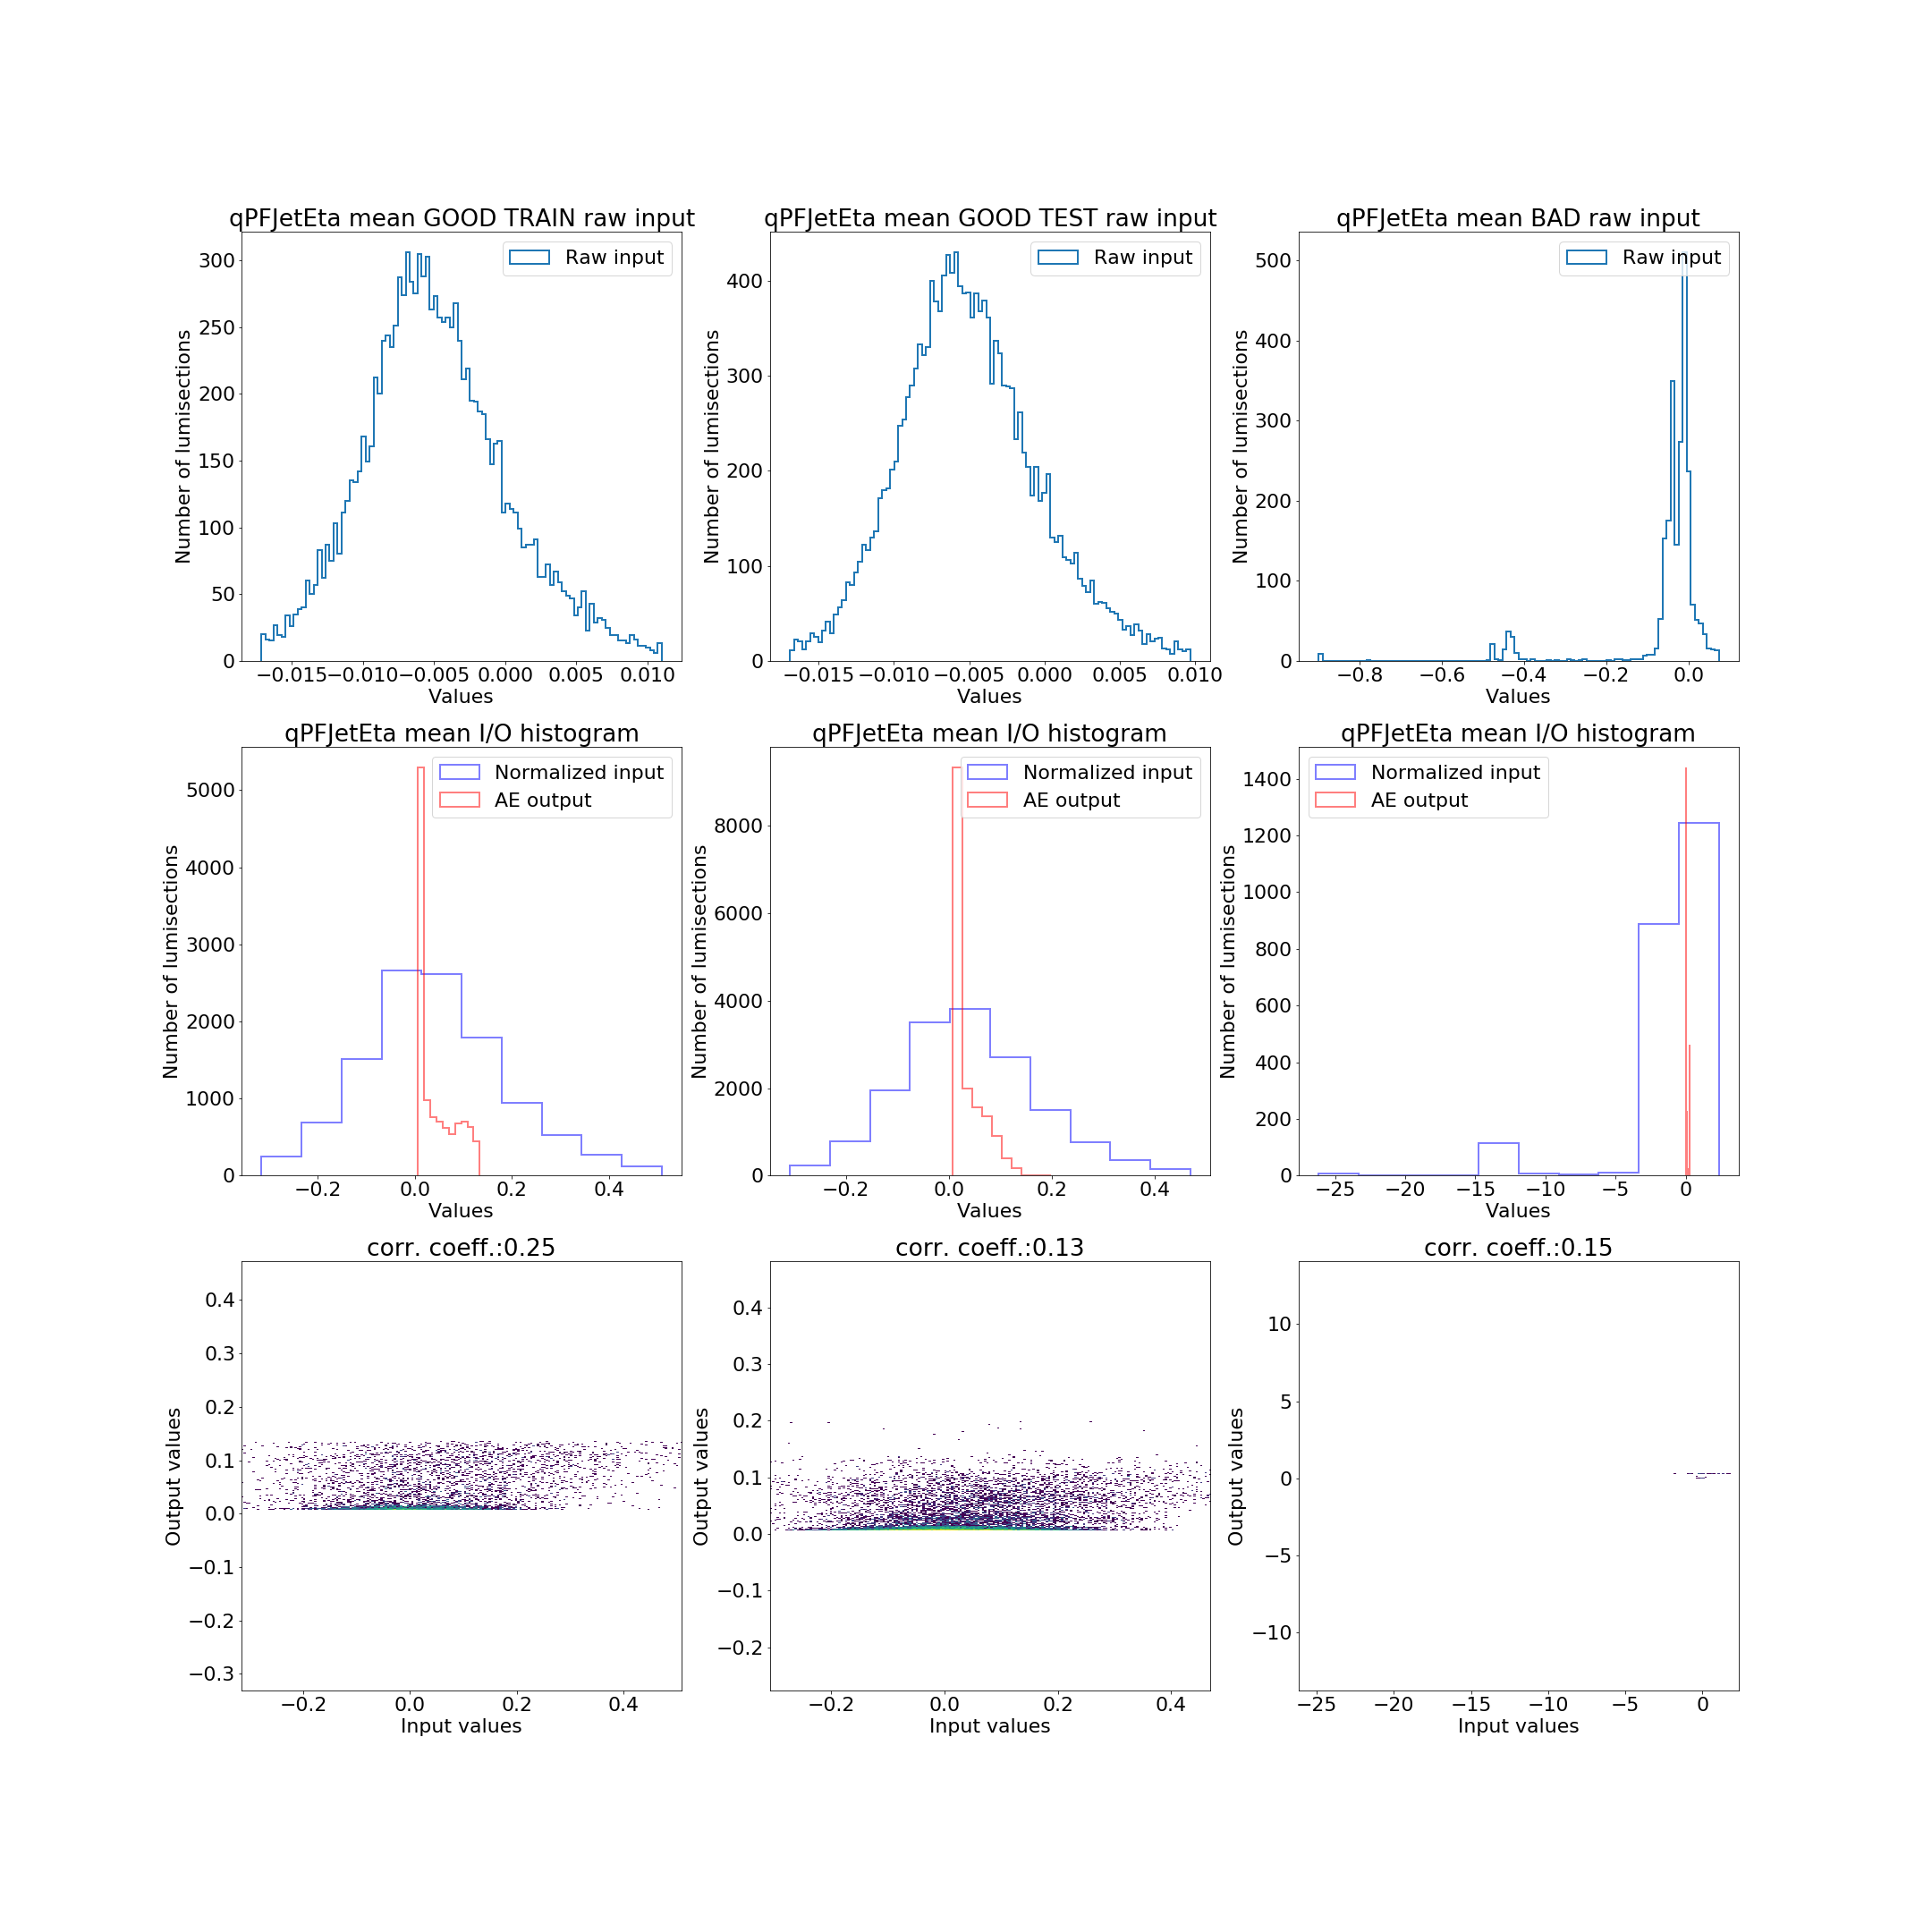 qPFJetEta mean GOOD TRAIN raw input
Raw input
Number of lumisections
300
250
200
150
100
50
0
−0.015 −0.010 −0.005 0.000 0.005 0.010
Values
qPFJetEta mean GOOD TEST raw input
Raw input
Number of lumisections
400
300
200
100
0
−0.015 −0.010 −0.005 0.000 0.005 0.010
Values
qPFJetEta mean BAD raw input
Raw input
Number of lumisections
500
400
300
200
100
0
−0.8 −0.6 −0.4 −0.2 0.0
Values
qPFJetEta mean I/O histogram
Normalized input
AE output
Number of lumisections
5000
4000
3000
2000
1000
0
−0.2 0.0 0.2 0.4
Values
qPFJetEta mean I/O histogram
Normalized input
AE output
Number of lumisections
8000
6000
4000
2000
0
−0.2 0.0 0.2 0.4
Values
qPFJetEta mean I/O histogram
Normalized input
AE output
Number of lumisections
1400
1200
1000
800
600
400
200
0
−25 −20 −15 −10 −5 0
Values
corr. coeff.:0.25
Output values
0.4
0.3
0.2
0.1
0.0
−0.1
−0.2
−0.3
−0.2 0.0 0.2 0.4
Input values
corr. coeff.:0.13
Output values
0.4
0.3
0.2
0.1
0.0
−0.1
−0.2
−0.2 0.0 0.2 0.4
Input values
corr. coeff.:0.15
Output values
10
5
0
−5
−10
−25 −20 −15 −10 −5 0
Input values